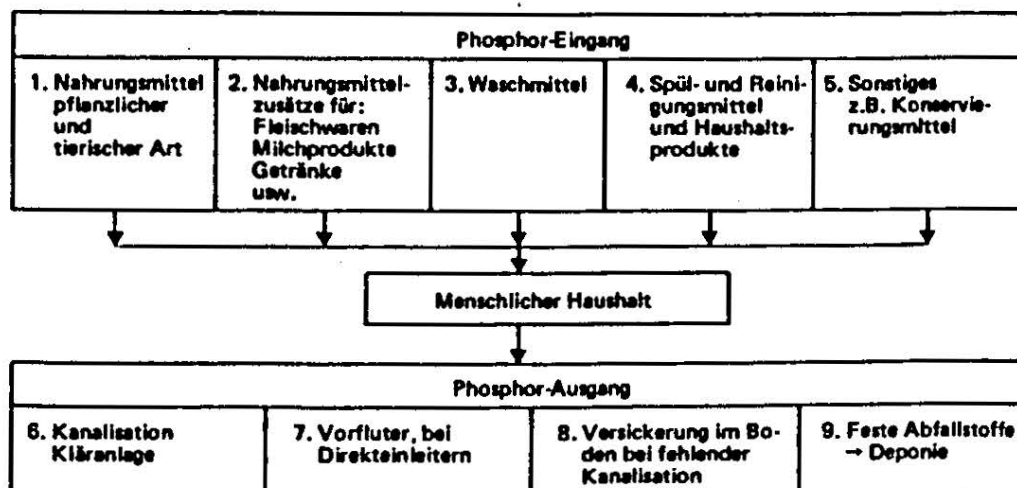 Phosphor-Eingang
1. Nahrungsmittel
pflanzlicher
und
tierischer Art
2. Nahrungsmittel-
zusätze für:
Fleischwaren
Milchprodukte
Getränke
usw.
3. Waschmittel
4. Spül- und Reini-
gungsmittel
und Haushalts-
produkte
5. Sonstiges
z.B. Konservie-
rungsmittel
Menschlicher Haushalt
Phosphor-Ausgang
6. Kanalisation
Kläranlage
7. Vorfluter, bei
Direkteinleitern
8. Versickerung im Bo-
den bei fehlender
Kanalisation
9. Feste Abfallstoffe
→ Deponie